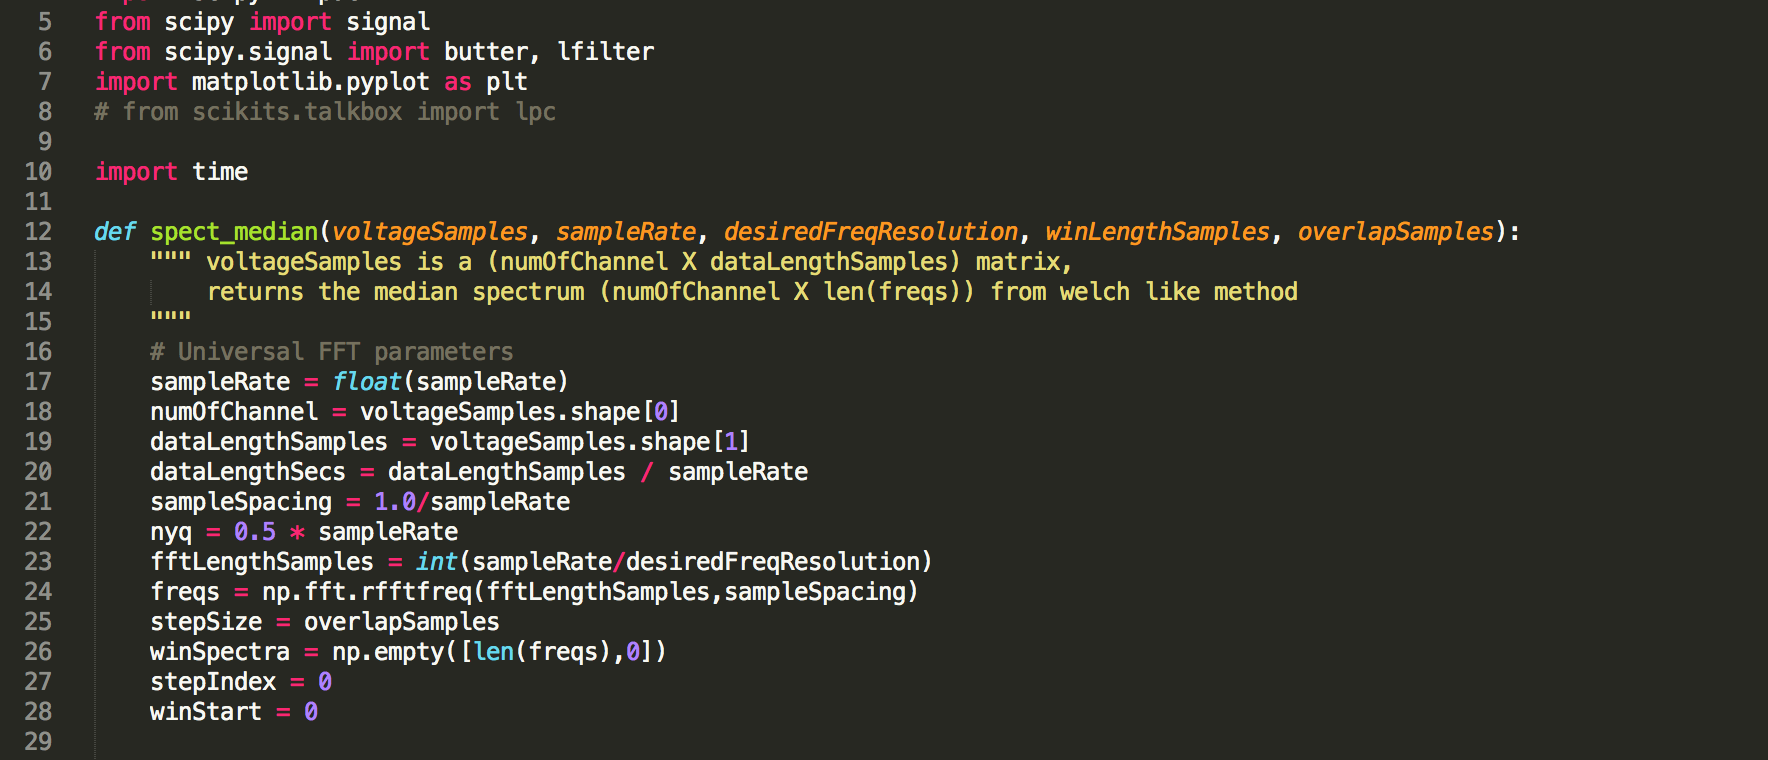 5 from scipy import signal
6 from scipy.signal import butter, lfilter
7 import matplotlib.pyplot as plt
8 # from scikits.talkbox import lpc
9
10 import time
11
12 def spect_median(voltageSamples, sampleRate, desiredFreqResolution, winLengthSamples, overlapSamples):
13 """ voltageSamples is a (numOfChannel X dataLengthSamples) matrix,
14 returns the median spectrum (numOfChannel X len(freqs)) from welch like method
15 """
16 # Universal FFT parameters
17 sampleRate = float(sampleRate)
18 numOfChannel = voltageSamples.shape[0]
19 dataLengthSamples = voltageSamples.shape[1]
20 dataLengthSecs = dataLengthSamples / sampleRate
21 sampleSpacing = 1.0/sampleRate
22 nyq = 0.5 * sampleRate
23 fftLengthSamples = int(sampleRate/desiredFreqResolution)
24 freqs = np.fft.rfftfreq(fftLengthSamples,sampleSpacing)
25 stepSize = overlapSamples
26 winSpectra = np.empty([len(freqs),0])
27 stepIndex = 0
28 winStart = 0
29